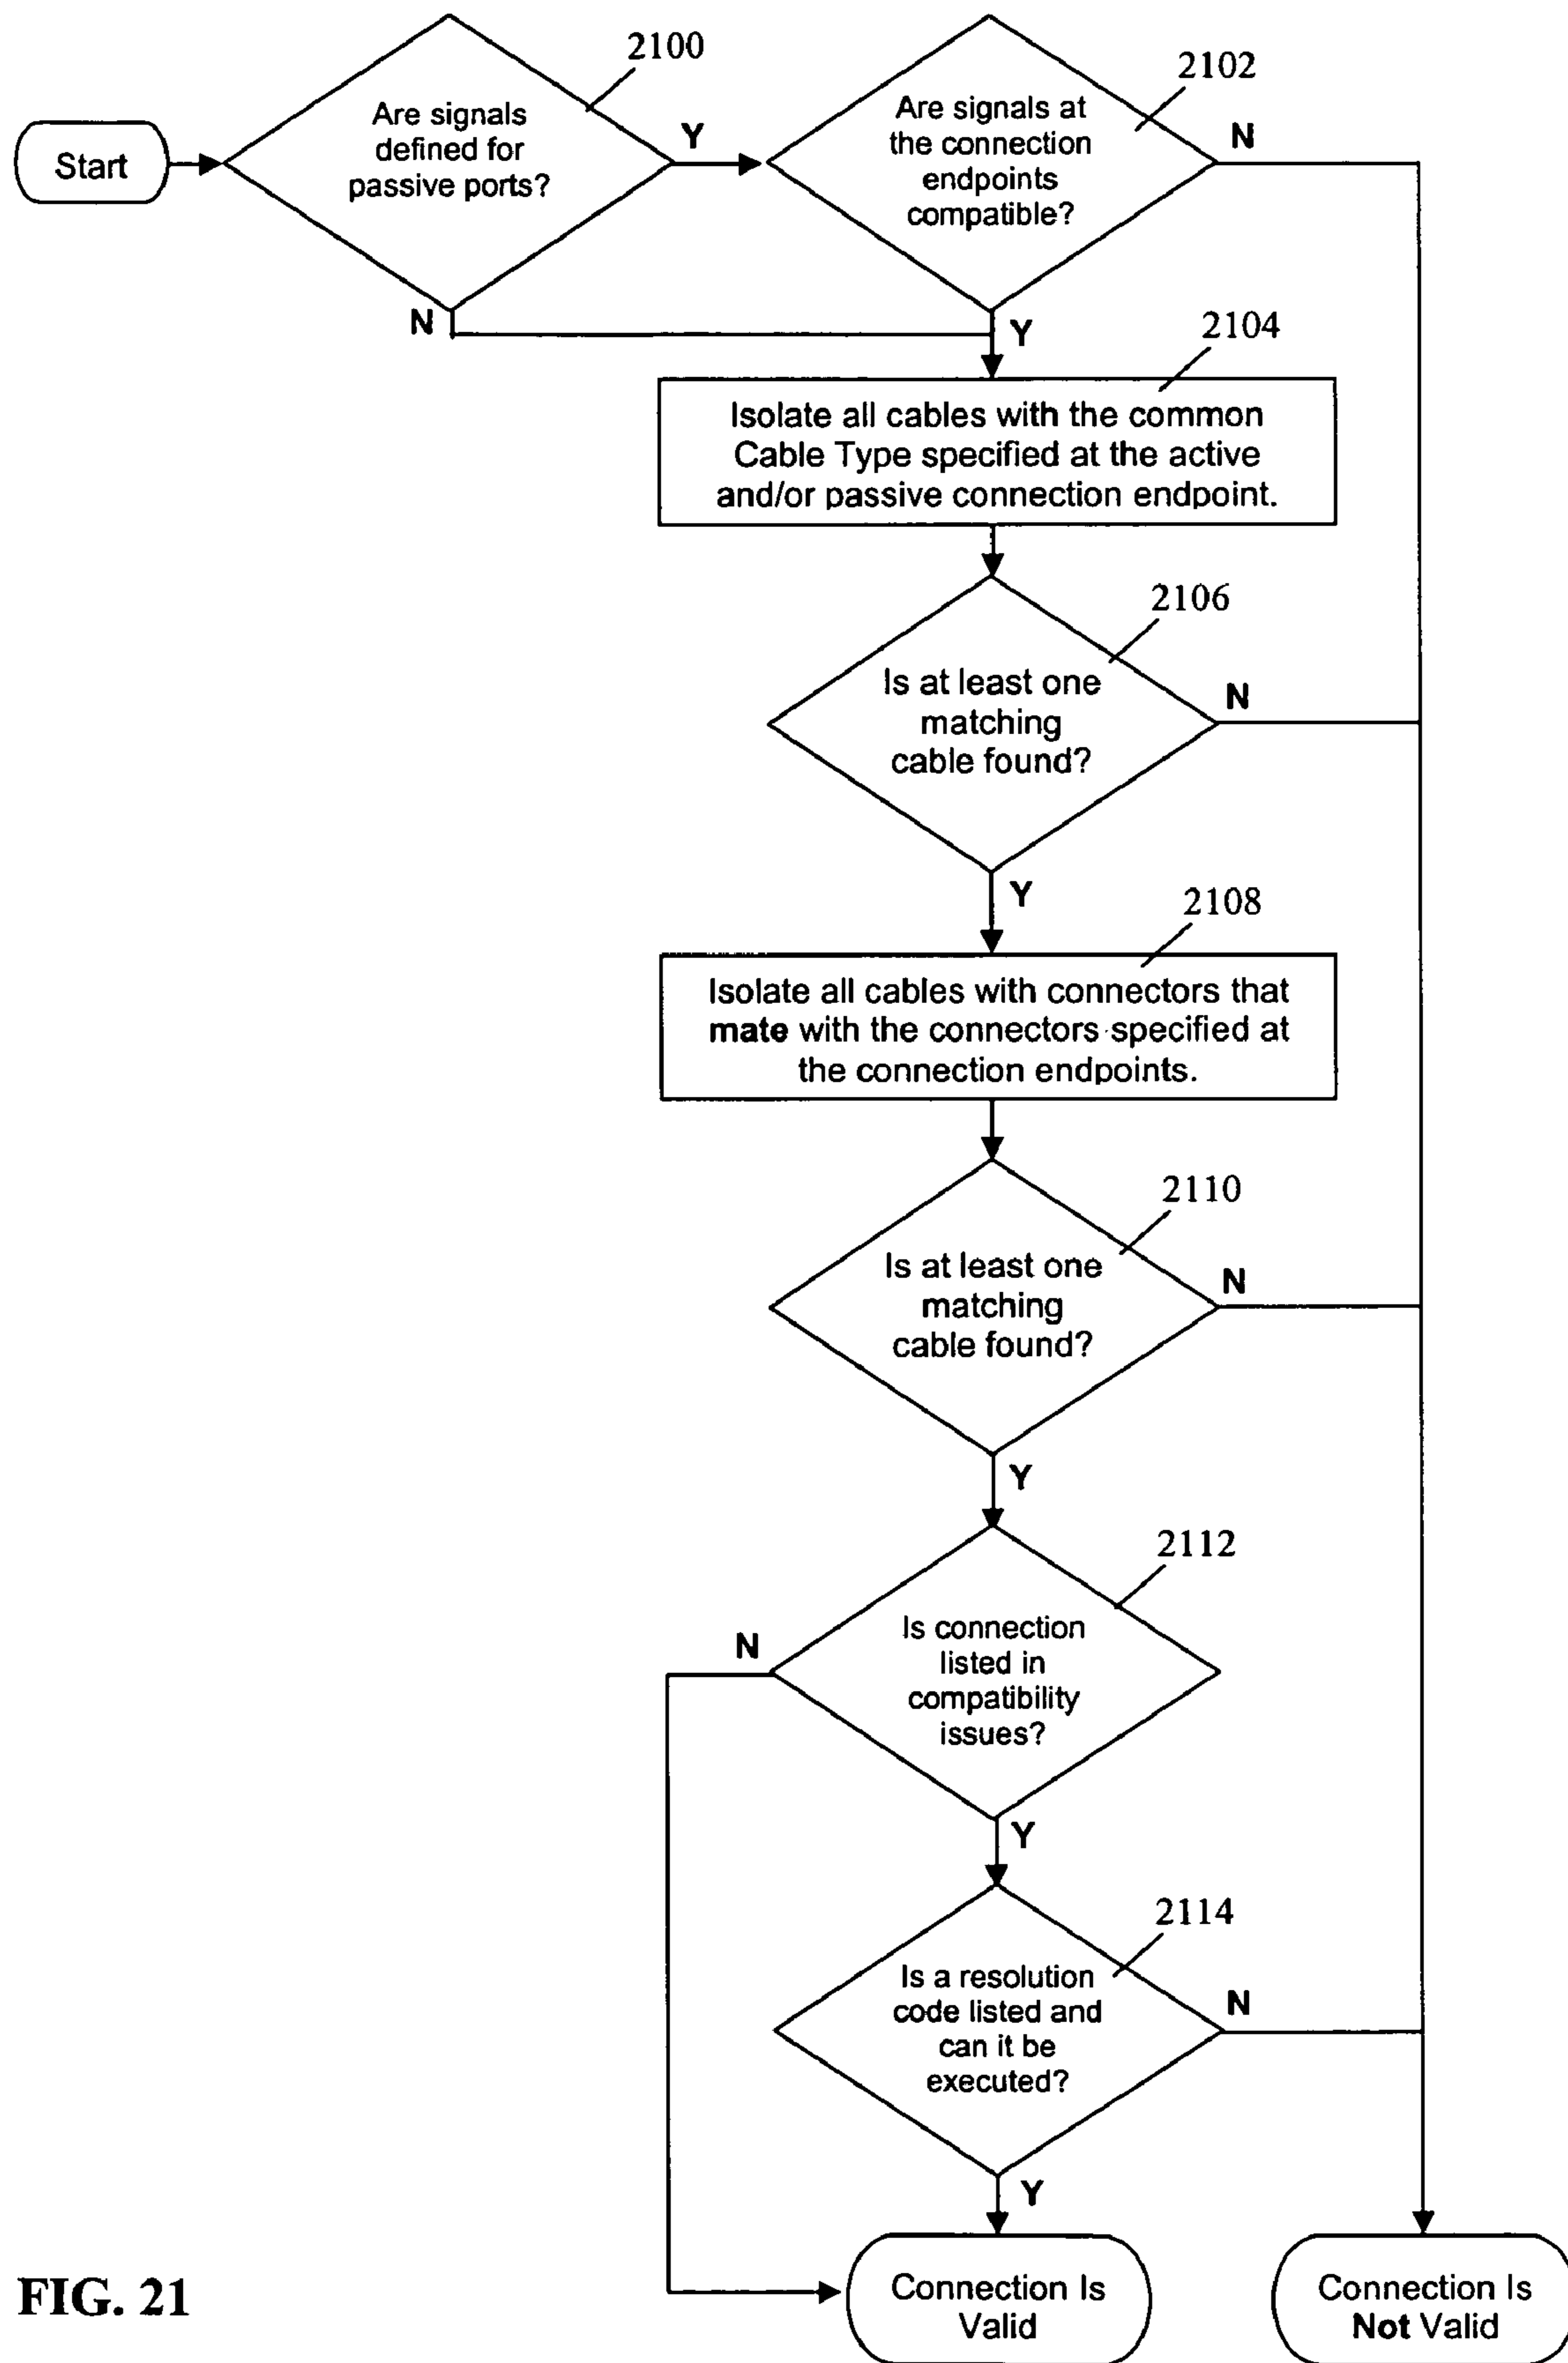 2100
2102
Start
Are signals
defined for
passive ports?
Y
Are signals at
the connection
endpoints
compatible?
N
N
Y
2104
Isolate all cables with the common
Cable Type specified at the active
and/or passive connection endpoint.
2106
Is at least one
matching
cable found?
N
Y
2108
Isolate all cables with connectors that
mate with the connectors specified at
the connection endpoints.
2110
Is at least one
matching
cable found?
N
Y
2112
Is connection
listed in
compatibility
issues?
N
Y
2114
Is a resolution
code listed and
can it be
executed?
N
Y
Connection Is
Valid
Connection Is
Not Valid
FIG. 21